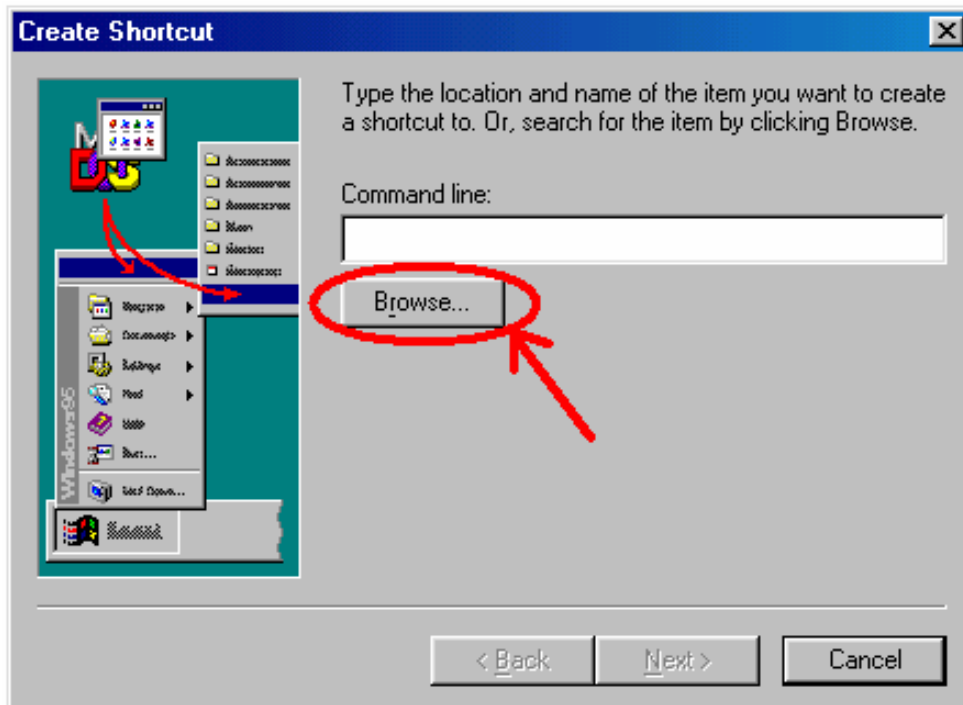 Create Shortcut
Type the location and name of the item you want to create
a shortcut to. Or, search for the item by clicking Browse.
Command line:
Browse...
Windows95
< Back
Next >
Cancel